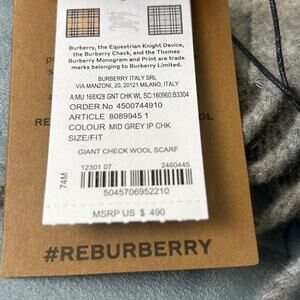 Burberry, the Equestrian Knight Device,
the Burberry Check, and the Thomas
Burberry Monogram and Print are trade
marks belonging to Burberry Limited.
BURBERRY ITALY SRL
VIA MANZONI, 20, 20121 MILANO, ITALY
A:MU 168X28 GNT CHK WL SC:160960:B3304
ORDER No 4500744910
ARTICLE 8089945 1
COLOUR MID GREY IP CHK
SIZE/FIT
GIANT CHECK WOOL SCARF
12301 07 2460445
74M
5045706952210
MSRP US $ 490
#REBURBERRY